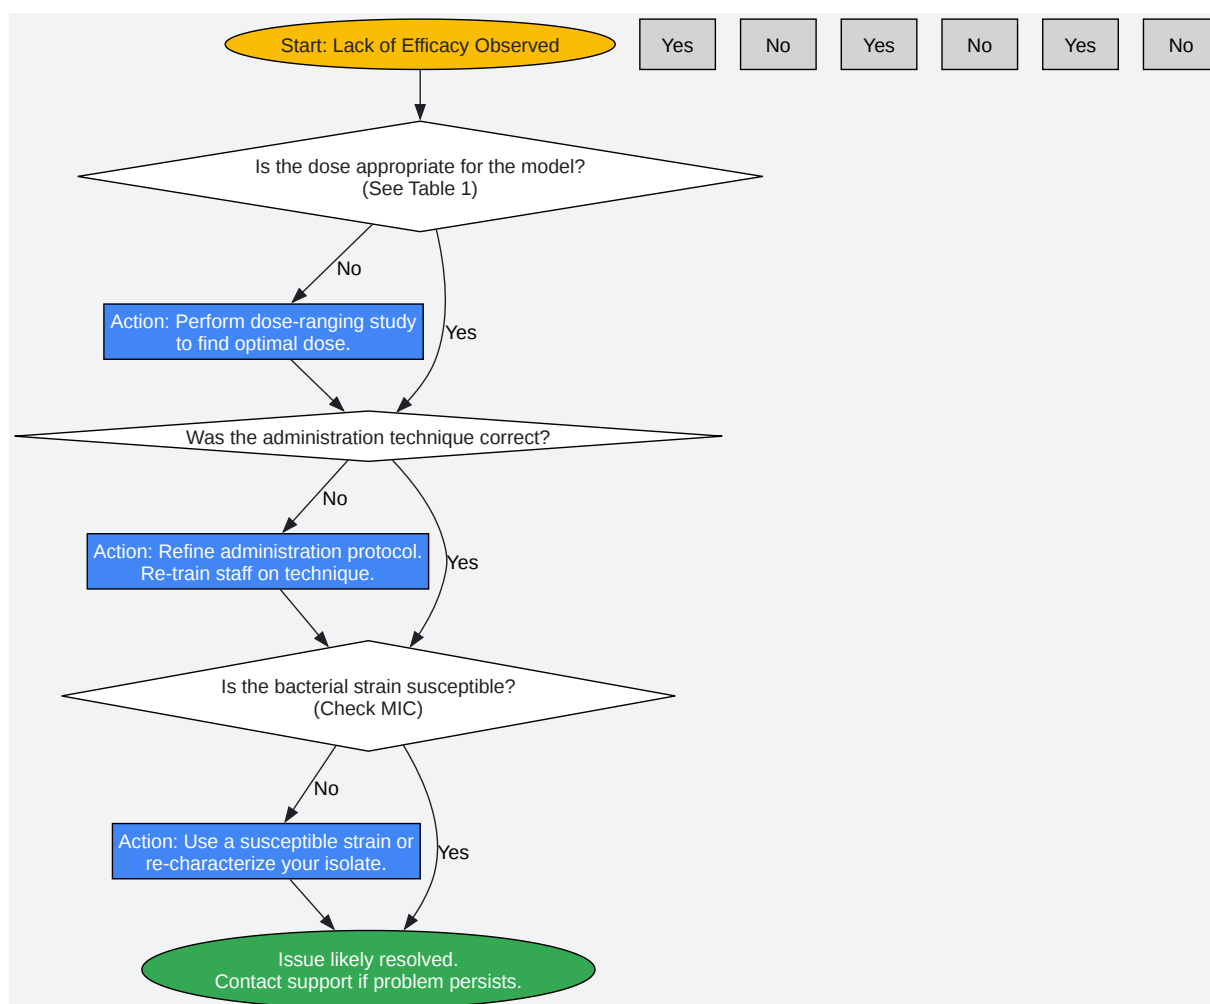 Start: Lack of Efficacy Observed
Yes
No
Yes
No
Yes
No
Is the dose appropriate for the model?
(See Table 1)
No
Action: Perform dose-ranging study
to find optimal dose.
Yes
Was the administration technique correct?
No
Action: Refine administration protocol.
Re-train staff on technique.
Yes
Is the bacterial strain susceptible?
(Check MIC)
No
Action: Use a susceptible strain or
re-characterize your isolate.
Yes
Issue likely resolved.
Contact support if problem persists.